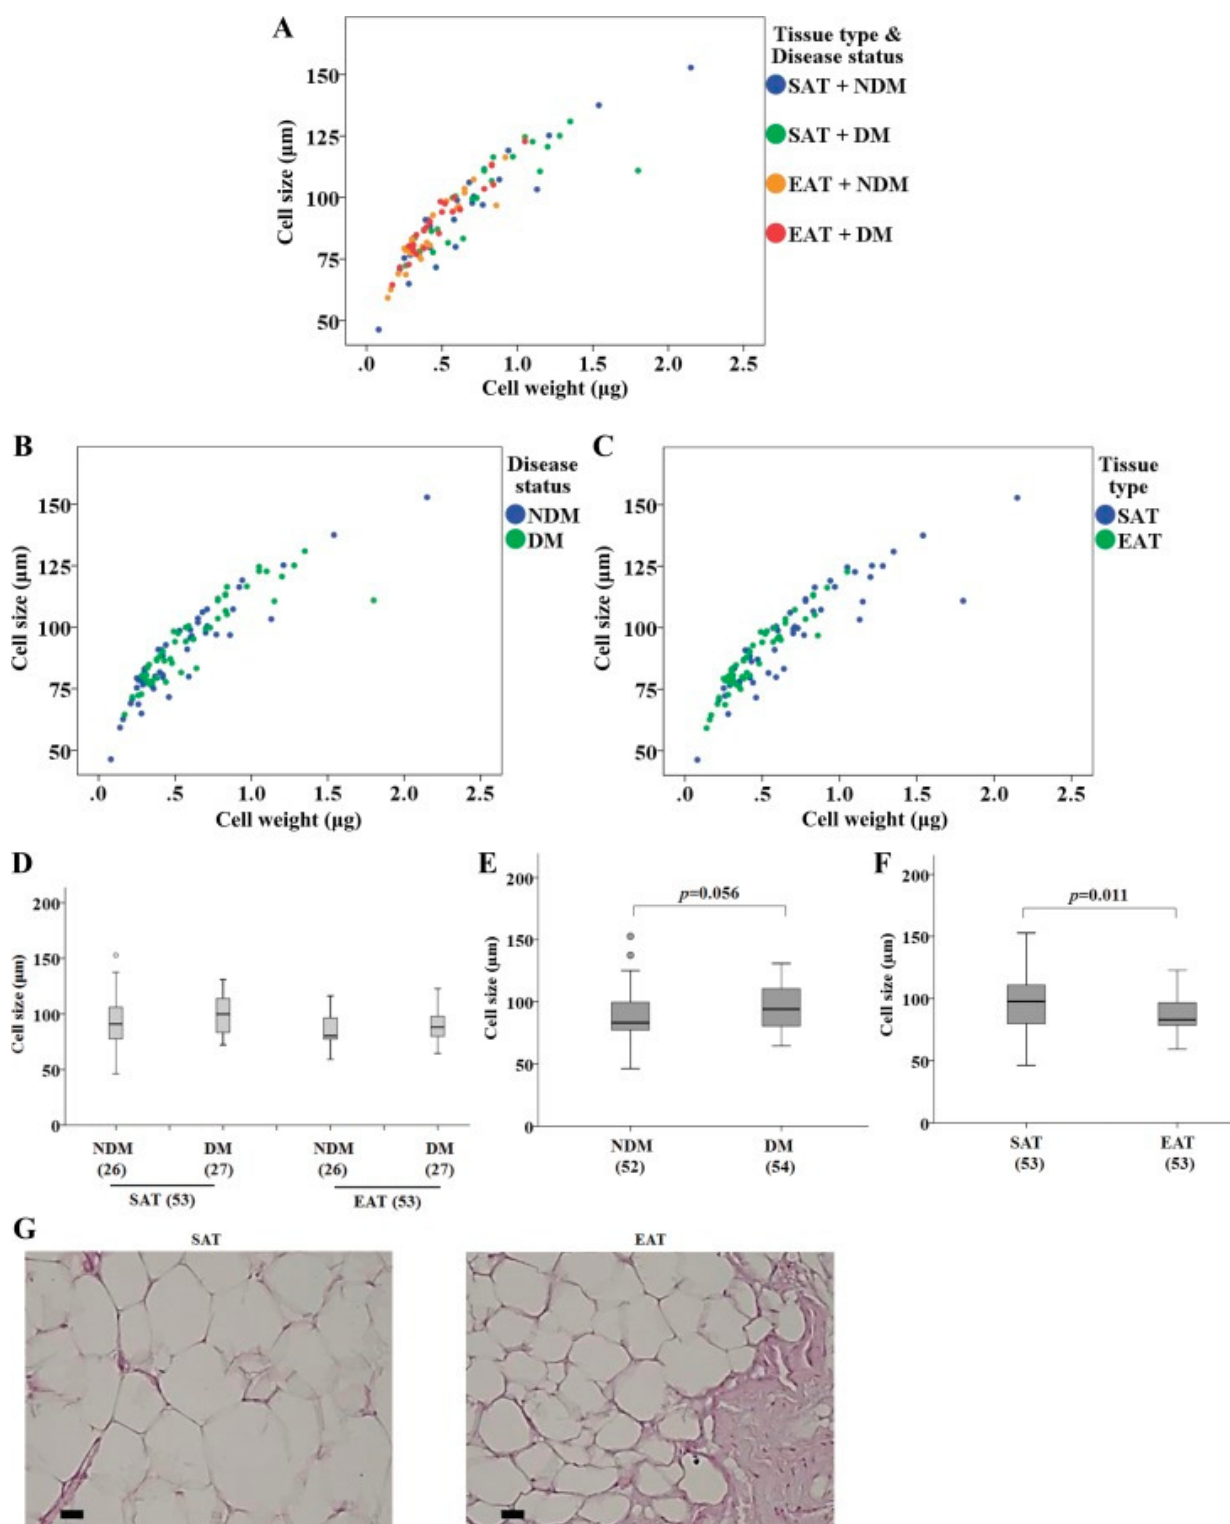 A
Tissue type &
Disease status
SAT + NDM
SAT + DM
EAT + NDM
EAT + DM
Cell size (µm)
150
125
100
75
50
.0 .5 1.0 1.5 2.0 2.5
Cell weight (µg)
B
Disease
status
NDM
DM
Cell size (µm)
150
125
100
75
50
.0 .5 1.0 1.5 2.0 2.5
Cell weight (µg)
C
Tissue
type
SAT
EAT
Cell size (µm)
150
125
100
75
50
.0 .5 1.0 1.5 2.0 2.5
Cell weight (µg)
D
Cell size (µm)
200
150
100
50
0
NDM DM NDM DM
(26) (27) (26) (27)
SAT (53) EAT (53)
E
p=0.056
Cell size (µm)
200
150
100
50
0
NDM DM
(52) (54)
F
p=0.011
Cell size (µm)
200
150
100
50
0
SAT EAT
(53) (53)
G
SAT EAT